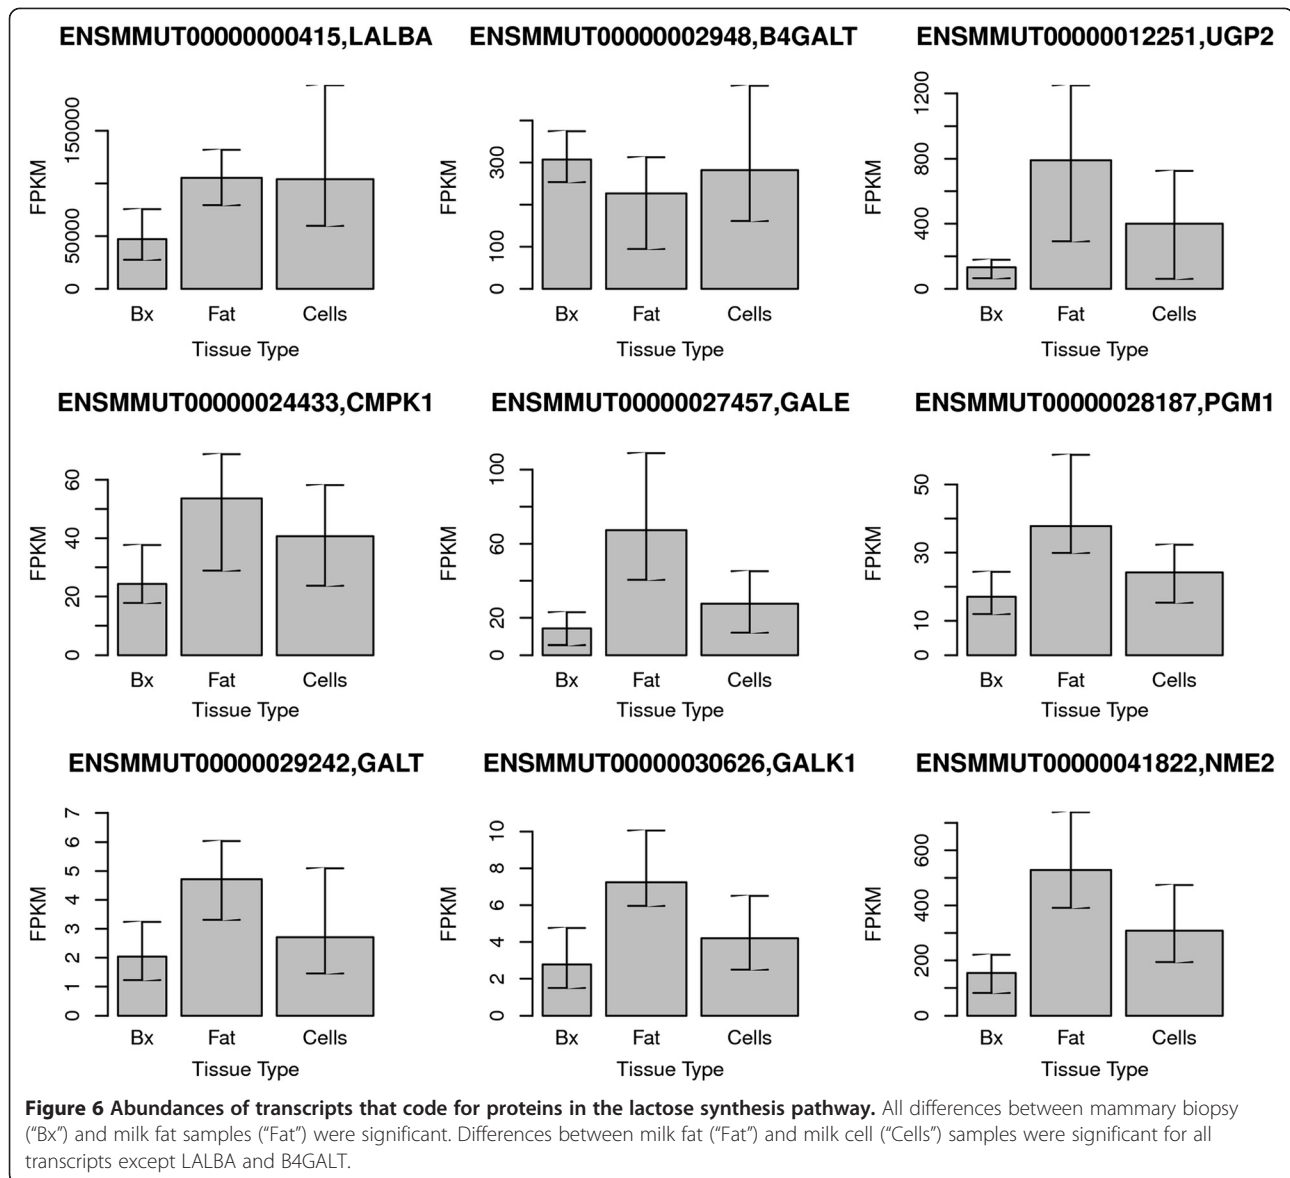 ENSMMUT00000000415,LALBA
FPKM
150000
50000
0
Bx Fat Cells
Tissue Type
ENSMMUT00000002948,B4GALT
FPKM
300
100
0
Bx Fat Cells
Tissue Type
ENSMMUT00000012251,UGP2
FPKM
1200
800
400
0
Bx Fat Cells
Tissue Type
ENSMMUT00000024433,CMPK1
FPKM
60
40
20
0
Bx Fat Cells
Tissue Type
ENSMMUT00000027457,GALE
FPKM
100
60
20
0
Bx Fat Cells
Tissue Type
ENSMMUT00000028187,PGM1
FPKM
50
30
10
0
Bx Fat Cells
Tissue Type
ENSMMUT00000029242,GALT
FPKM
7
6
5
4
3
2
1
0
Bx Fat Cells
Tissue Type
ENSMMUT00000030626,GALK1
FPKM
10
8
6
4
2
0
Bx Fat Cells
Tissue Type
ENSMMUT00000041822,NME2
FPKM
600
400
200
0
Bx Fat Cells
Tissue Type
Figure 6 Abundances of transcripts that code for proteins in the lactose synthesis pathway. All differences between mammary biopsy
(“Bx”) and milk fat samples (“Fat”) were significant. Differences between milk fat (“Fat”) and milk cell (“Cells”) samples were significant for all
transcripts except LALBA and B4GALT.